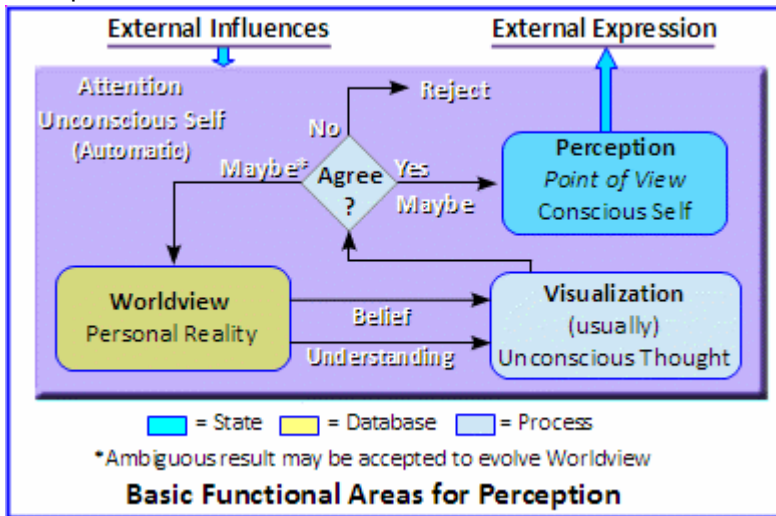 External Influences
External Expression
Attention
Unconscious Self
(Automatic)
Reject
No
Maybe*
Agree
?
Yes
Maybe
Perception
Point of View
Conscious Self
Worldview
Personal Reality
Belief
Understanding
Visualization
(usually)
Unconscious Thought
= State
= Database
= Process
*Ambiguous result may be accepted to evolve Worldview
Basic Functional Areas for Perception